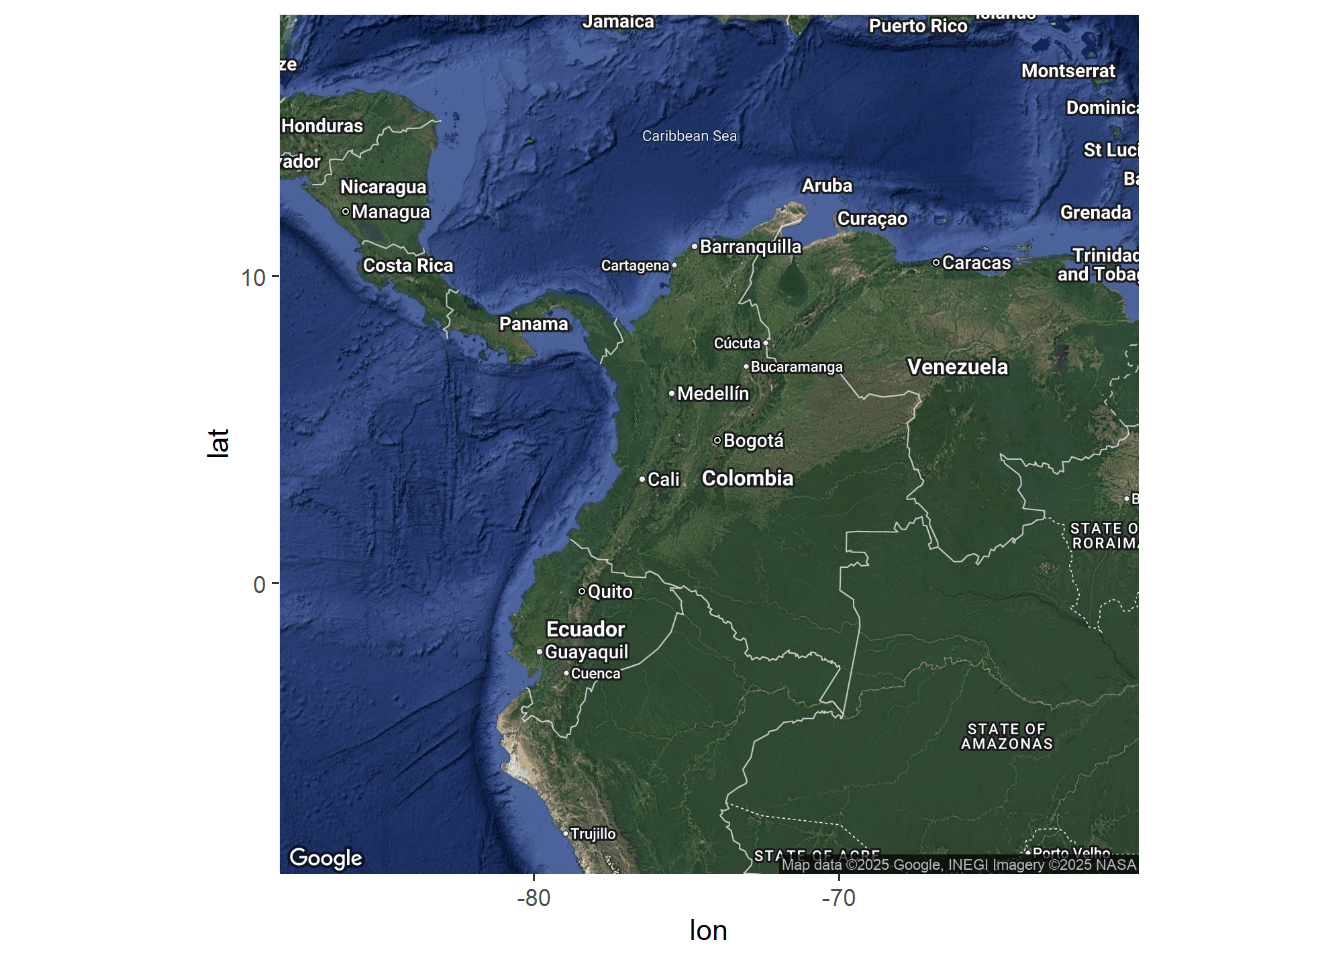 Jamaica
Puerto Rico
Islands
ze
Montserrat
Dominica
Honduras
Caribbean Sea
St Luci
vador
Ba
Nicaragua
Aruba
Managua
Curaçao
Grenada
Barranquilla
Costa Rica
Cartagena
Caracas
Trinidad
and Tobag
10
Panama
Cúcuta
Bucaramanga
Venezuela
Medellín
Bogotá
lat
Cali
Colombia
B
STATE O
RORAIMA
0
Quito
Ecuador
Guayaquil
Cuenca
STATE OF
AMAZONAS
Trujillo
STATE OF ACRE
Porto Velho
Google
Map data ©2025 Google, INEGI Imagery ©2025 NASA
-80
-70
lon